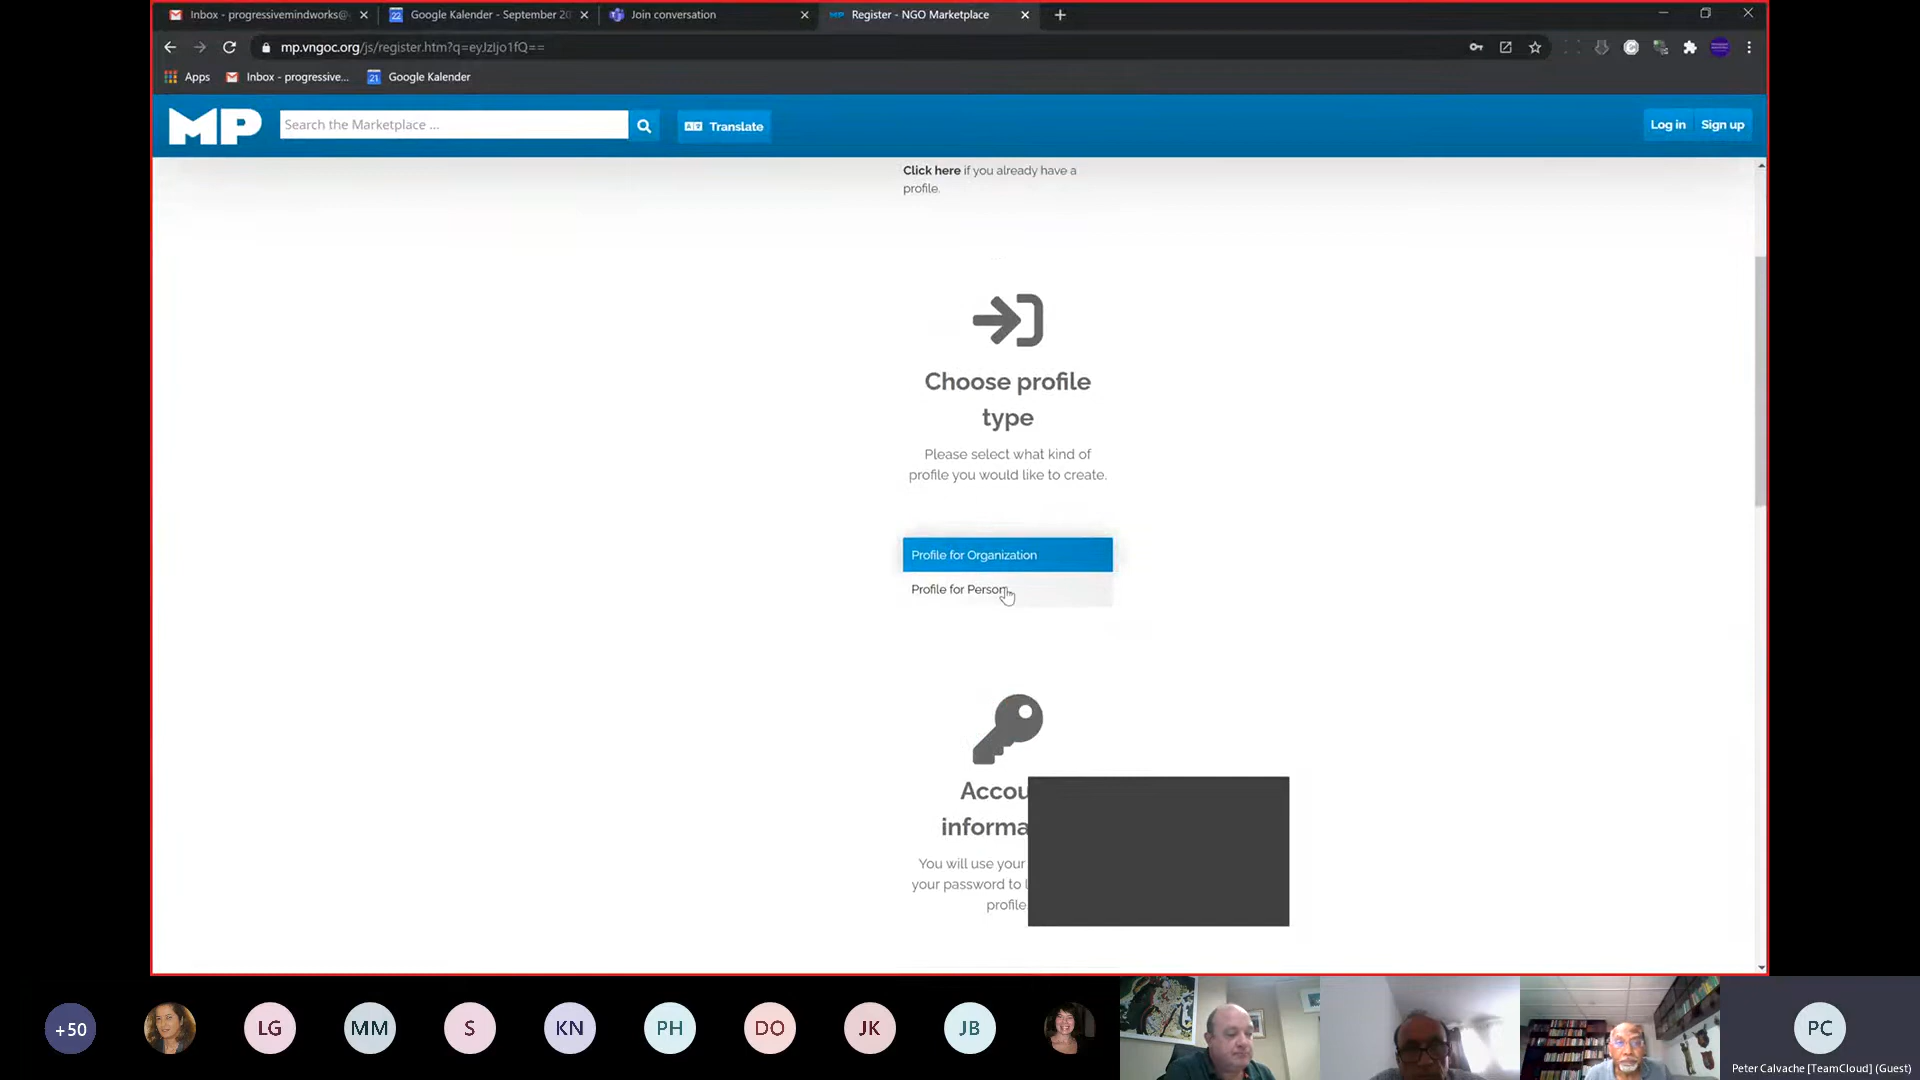 Inbox - progressivemindworks@
Google Kalender - September 20
Join conversation
Register - NGO Marketplace
mp.vngoc.org/js/register.htm?q=eyJzIjo1fQ==
Apps
Inbox - progressive...
21
Google Kalender
MP
Search the Marketplace ...
Translate
Log in
Sign up
Click here if you already have a
profile.
Choose profile
type
Please select what kind of
profile you would like to create.
Profile for Organization
Profile for Person
Accou
informa
You will use your
your password to l
profile
+50
LG
MM
S
KN
PH
DO
JK
JB
PC
Peter Calvache [TeamCloud] (Guest)